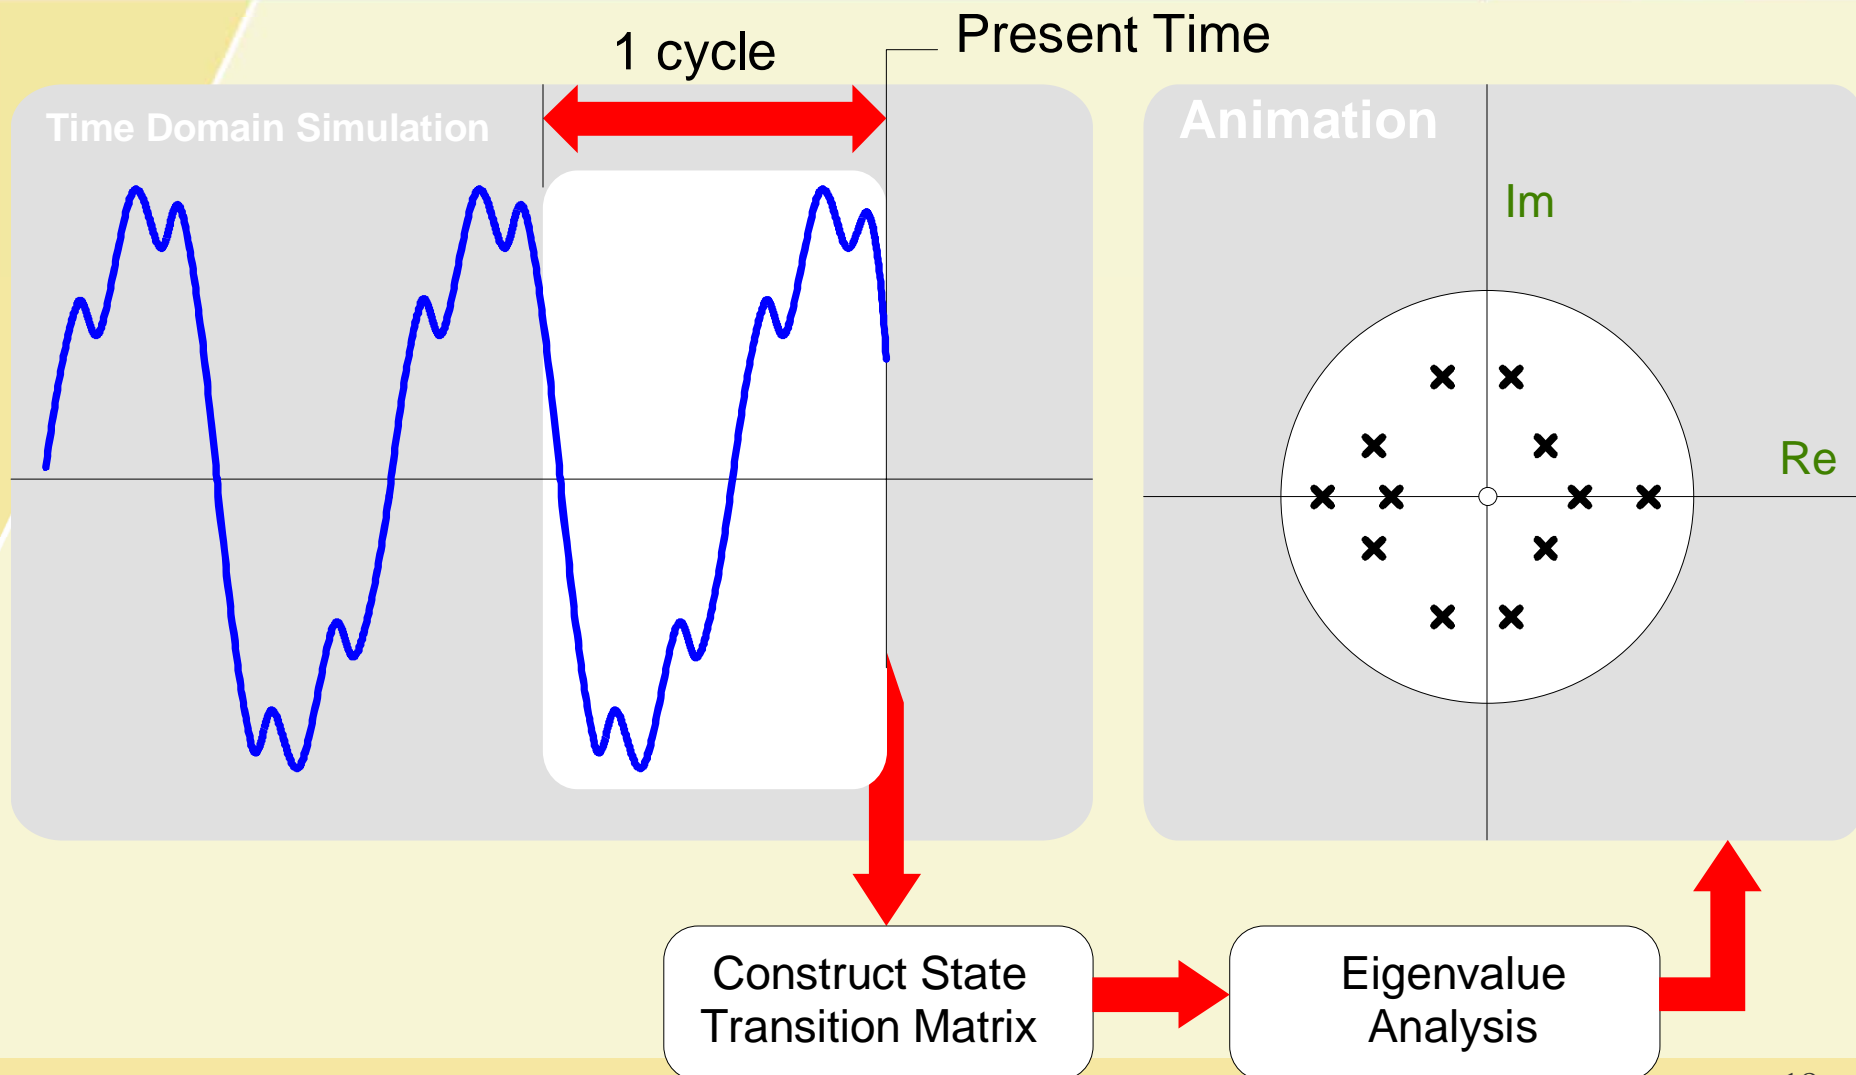 1 cycle
Present Time
Time Domain Simulation
Animation
Im
Re
Construct State
Transition Matrix
Eigenvalue
Analysis